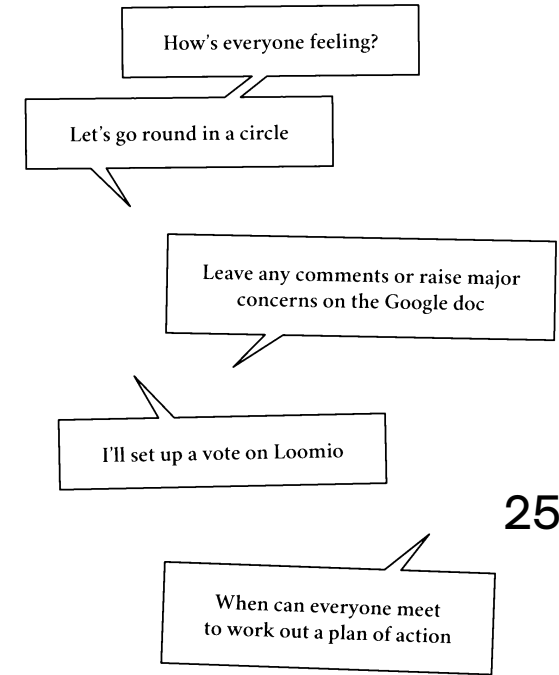 How's everyone feeling?
Let's go round in a circle
Leave any comments or raise major
concerns on the Google doc
I'll set up a vote on Loomio
25
When can everyone meet
to work out a plan of action